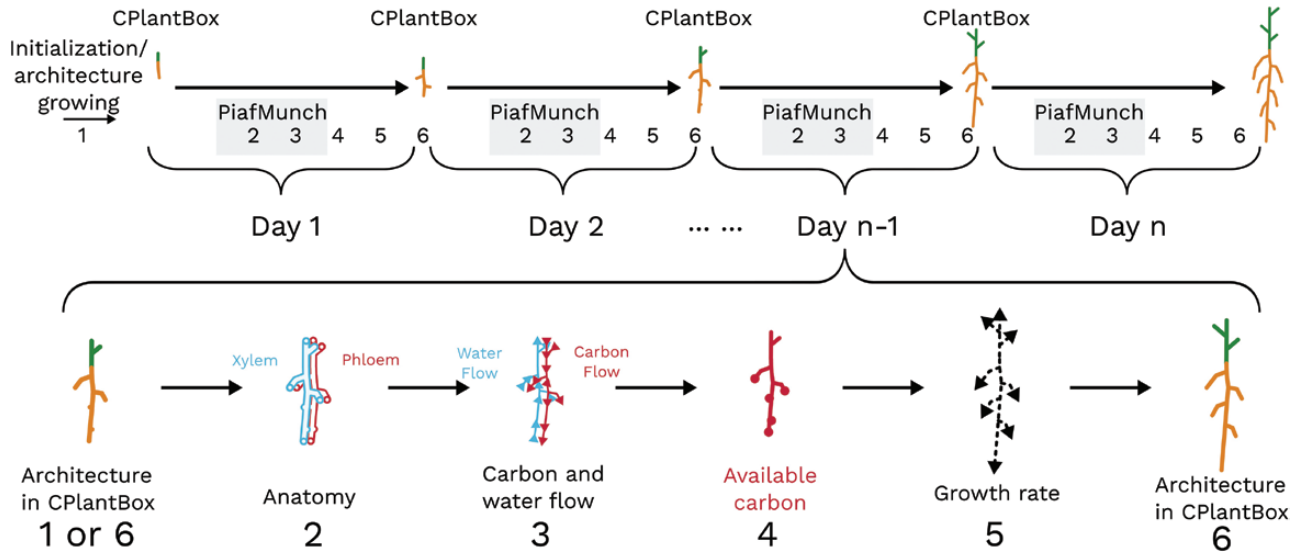 CPlantBox CPlantBox CPlantBox CPlantBox
Initialization/
architecture
growing
1
PiafMunch PiafMunch PiafMunch PiafMunch
2 3 4 5 6 2 3 4 5 6 2 3 4 5 6 2 3 4 5 6
Day 1 Day 2 ... ... Day n-1 Day n
Xylem Phloem
Water
Flow
Carbon
Flow
Architecture
in CPlantBox
1 or 6
Anatomy
2
Carbon and
water flow
3
Available
carbon
4
Growth rate
5
Architecture
in CPlantBox
6